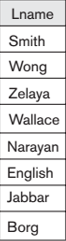 Lname
Smith
Wong
Zelaya
Wallace
Narayan
English
Jabbar
Borg